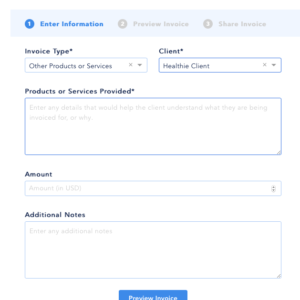 1 Enter Information 2 Preview Invoice 3 Share Invoice
Invoice Type* Client*
Other Products or Services × Healthie Client ×
Products or Services Provided*
Enter any details that would help the client understand what they are being
invoiced for, or why...
Amount
Amount (in USD)
Additional Notes
Enter any additional notes
Preview Invoice